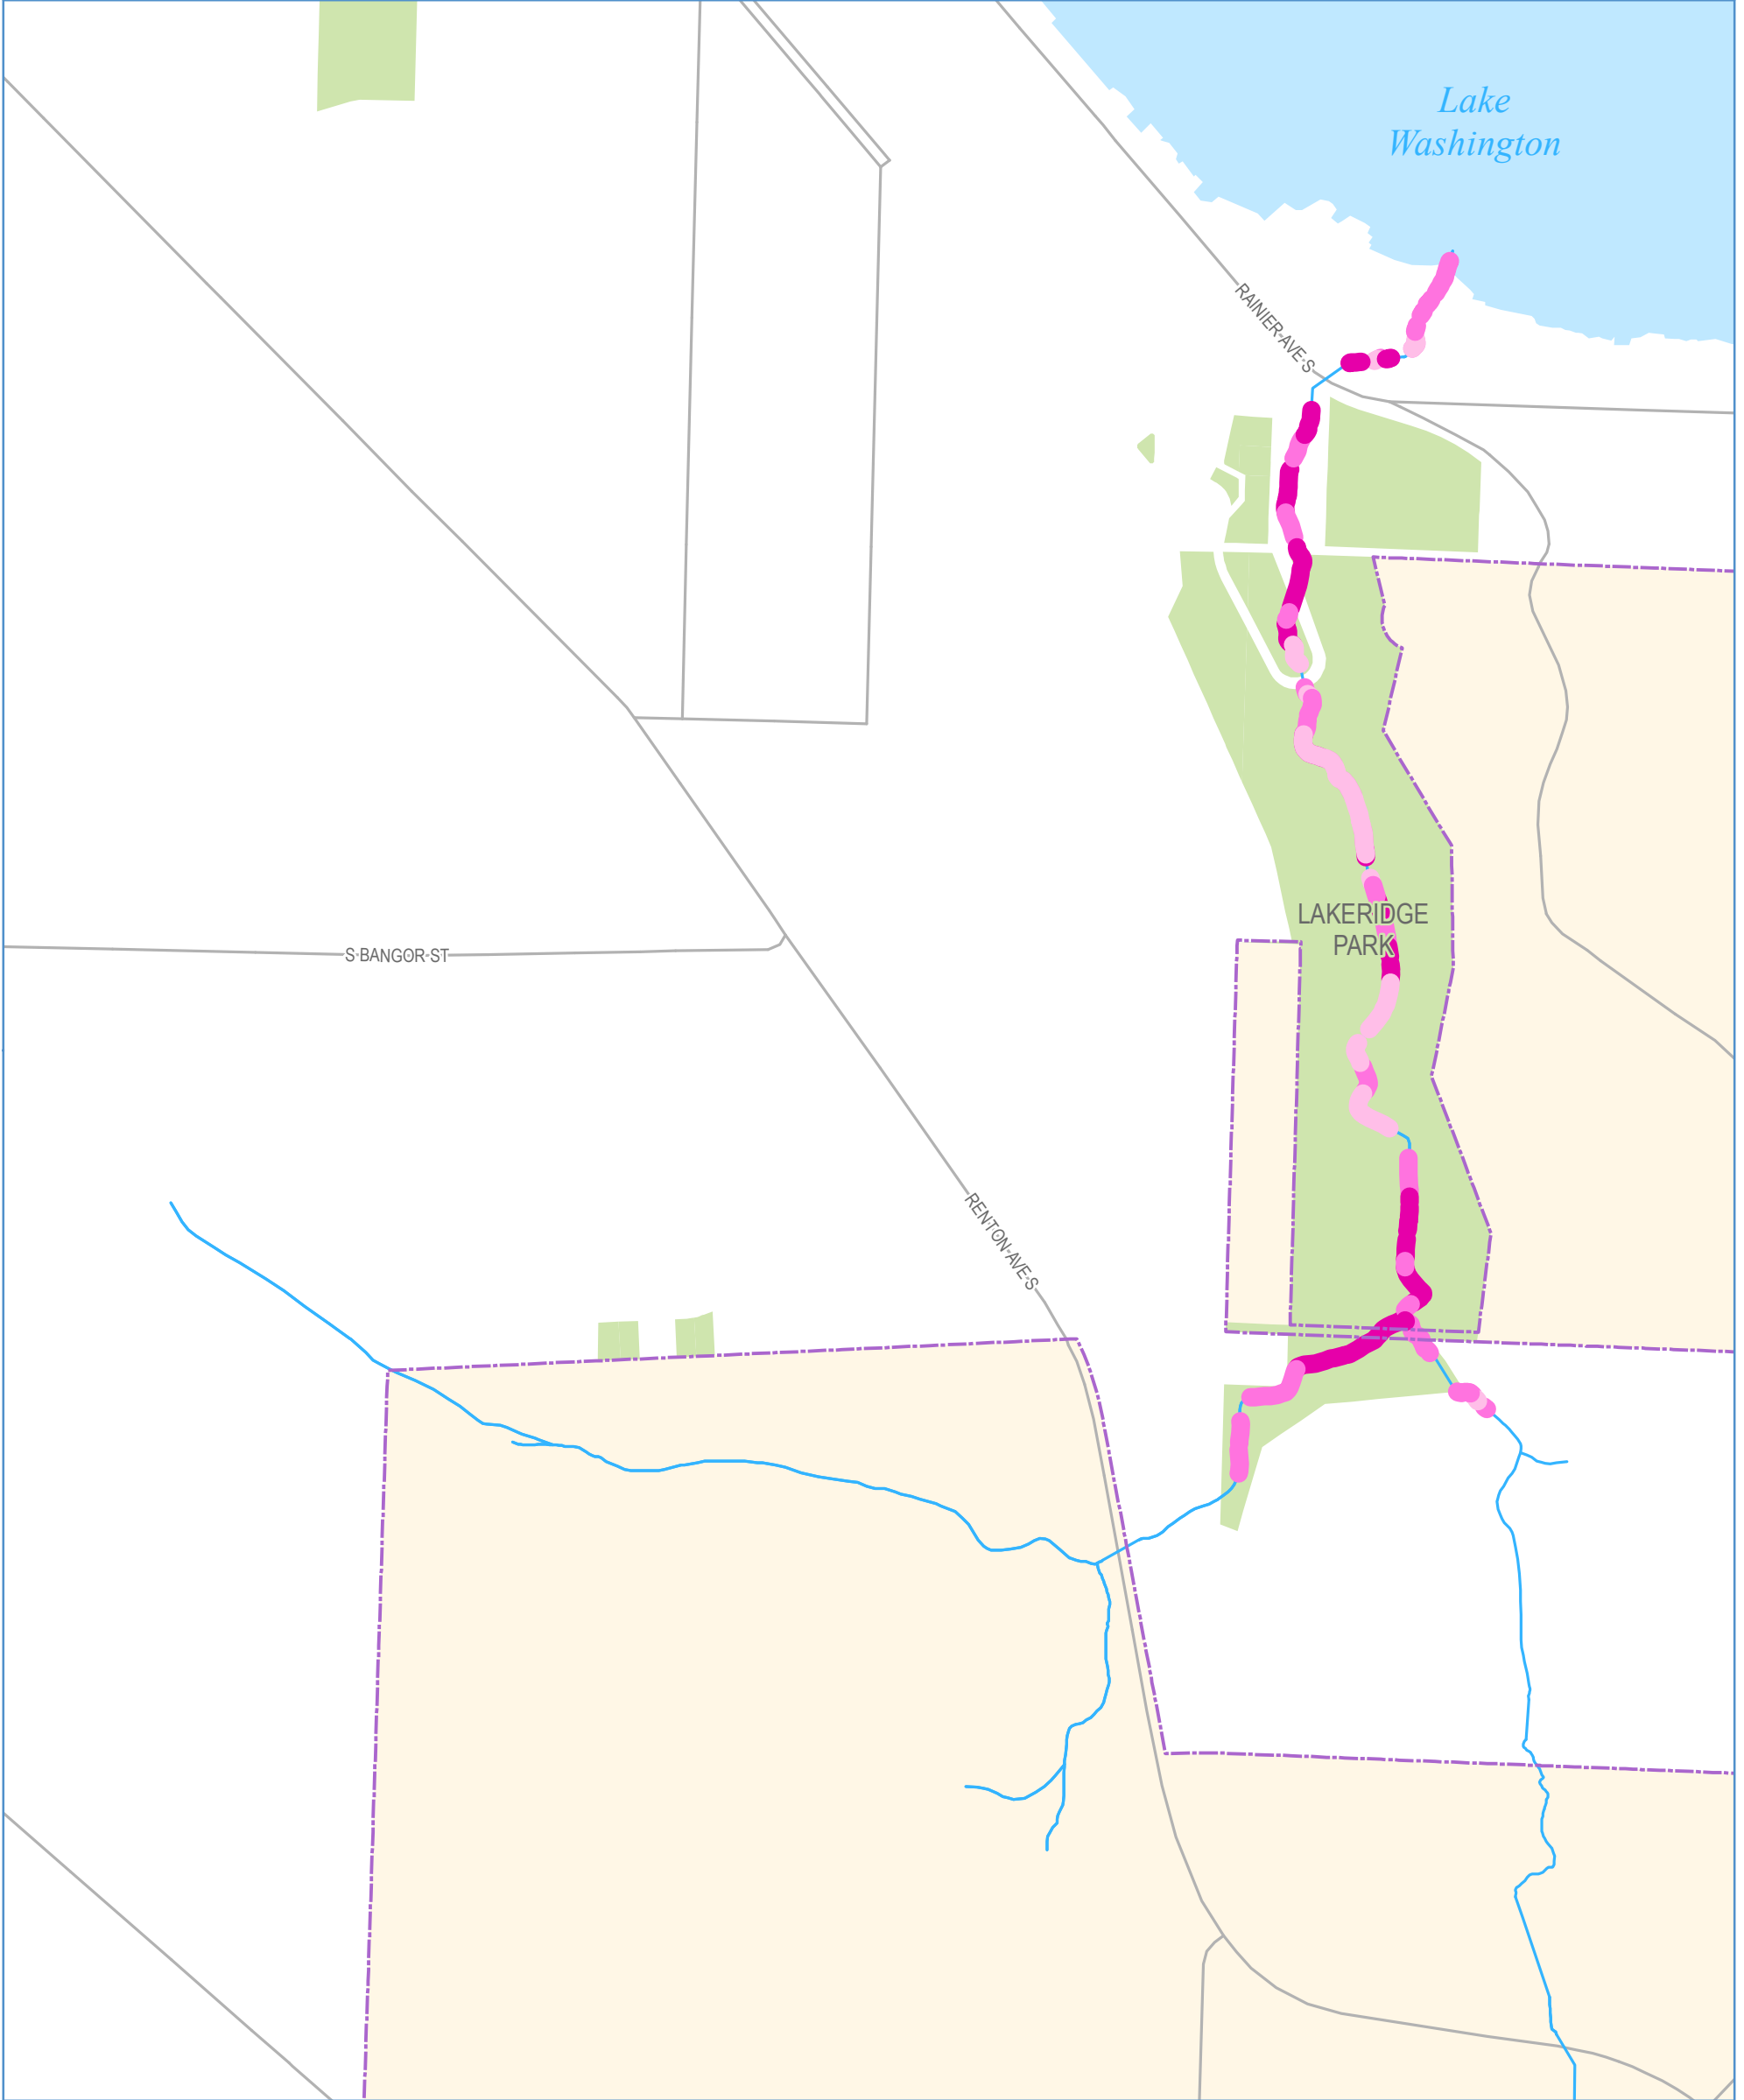 Lake
Washington
RAINIER AVE S
LAKERIDGE
PARK
S BANGOR ST
RENTON AVE S